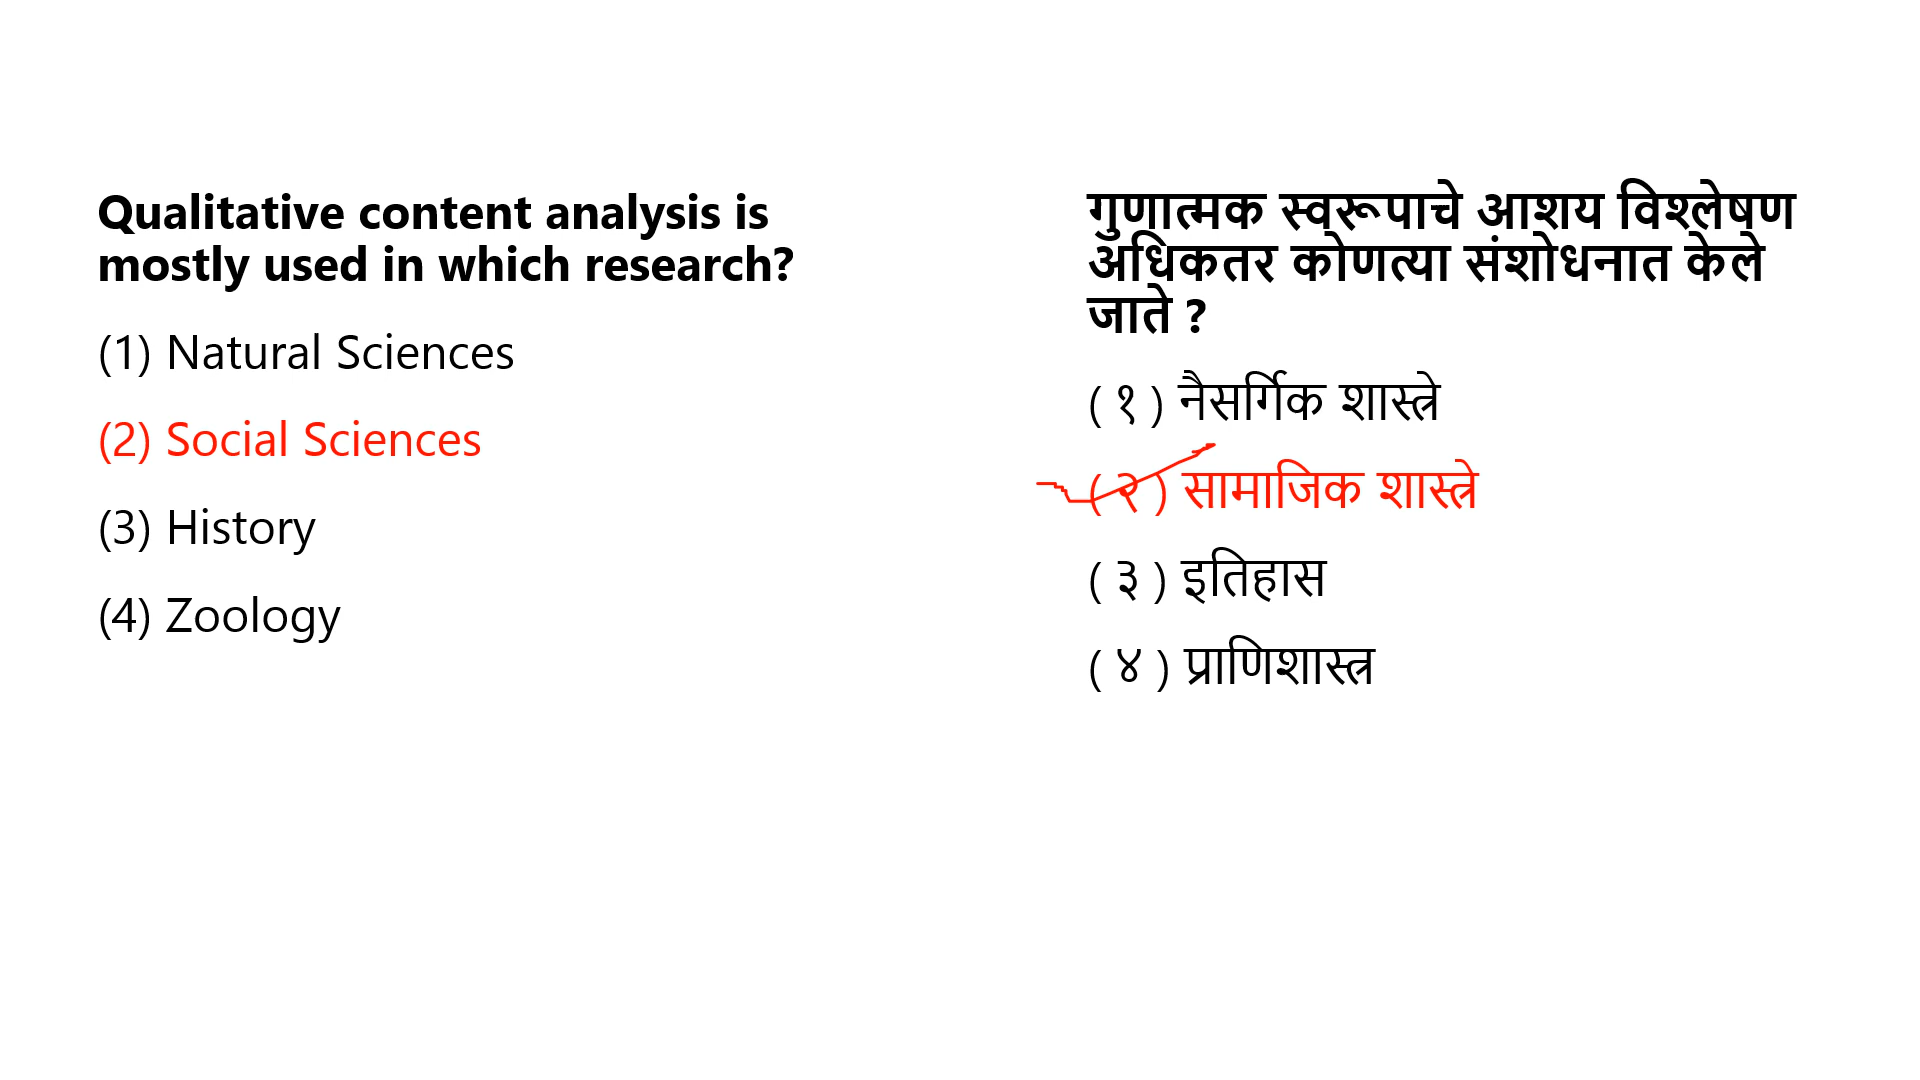 Qualitative content analysis is
mostly used in which research?
(1) Natural Sciences
(2) Social Sciences
(3) History
(4) Zoology
गुणात्मक स्वरूपाचे आशय विश्लेषण
अधिकतर कोणत्या संशोधनात केले
जाते ?
( १ ) नैसर्गिक शास्त्रे
( २ ) सामाजिक शास्त्रे
( ३ ) इतिहास
( ४ ) प्राणिशास्त्र